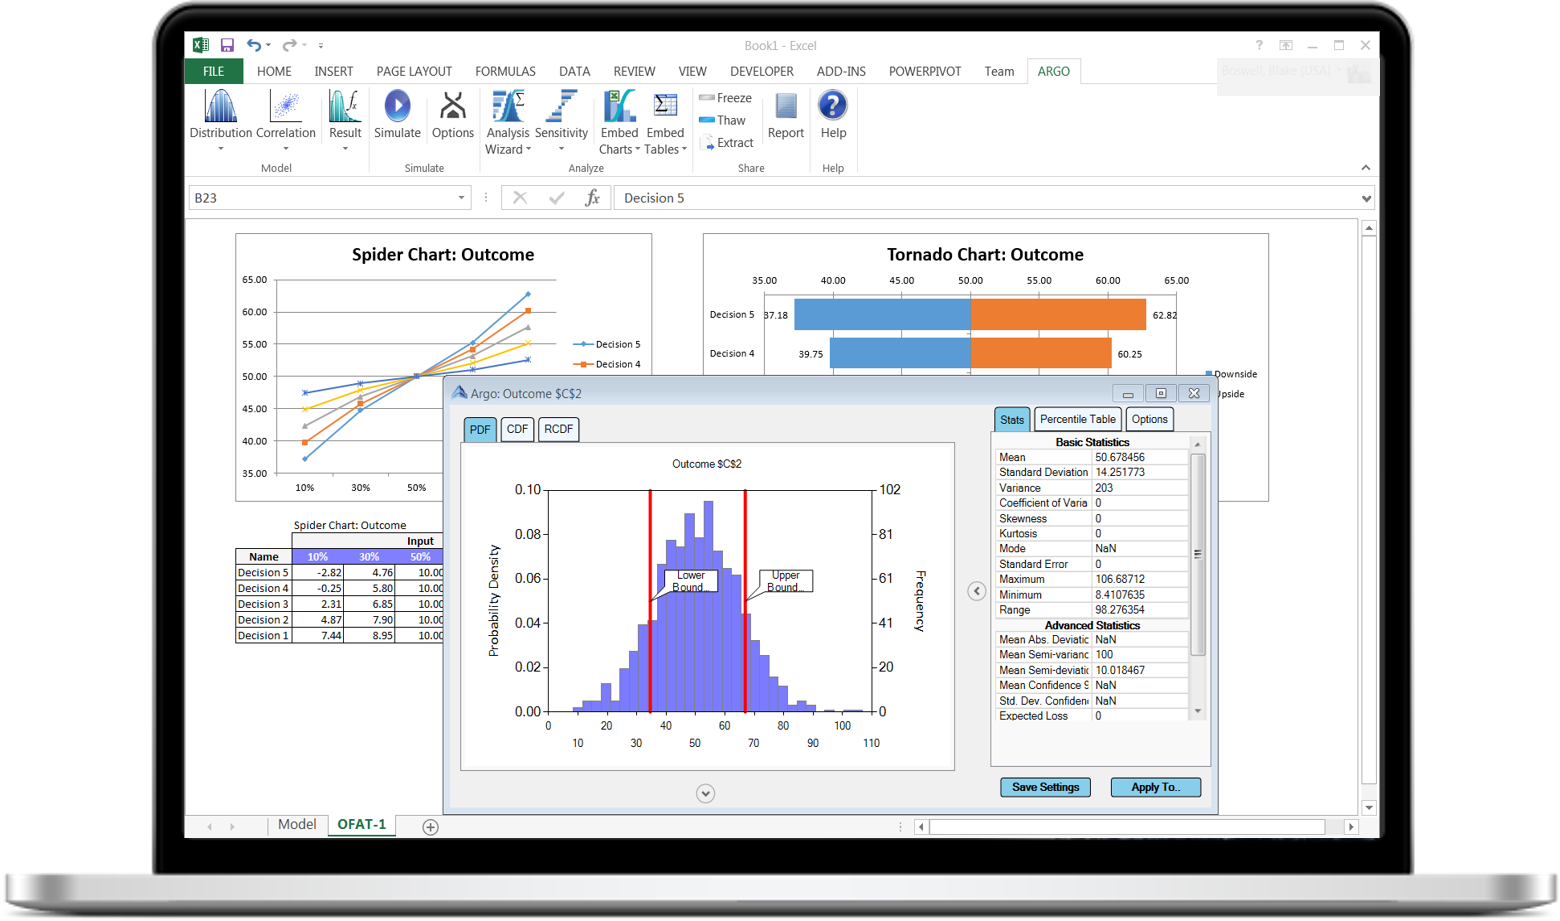 Book1 - Excel
?
FILE HOME INSERT PAGE LAYOUT FORMULAS DATA REVIEW VIEW DEVELOPER ADD-INS POWERPIVOT Team ARGO
Boswell, Blake (USA)
Distribution Correlation Result Simulate Options Analysis Wizard Sensitivity Embed Charts Embed Tables
Freeze
Thaw
Extract
Report Help
Model Simulate Analyze Share Help
B23 fx Decision 5
Spider Chart: Outcome
65.00
60.00
55.00
50.00
45.00
40.00
35.00
10% 30% 50%
Decision 5
Decision 4
Tornado Chart: Outcome
35.00 40.00 45.00 50.00 55.00 60.00 65.00
Decision 5 37.18 62.82
Decision 4 39.75 60.25
Downside
Upside
Spider Chart: Outcome
Input
Name 10% 30% 50%
Decision 5 -2.82 4.76 10.00
Decision 4 -0.25 5.80 10.00
Decision 3 2.31 6.85 10.00
Decision 2 4.87 7.90 10.00
Decision 1 7.44 8.95 10.00
Argo: Outcome $C$2
PDF CDF RCDF
Outcome $C$2
0.10 102
0.08 81
0.06 61
0.04 41
0.02 20
0.00 0
Probability Density
Frequency
Lower
Bound...
Upper
Bound...
0 20 40 60 80 100
10 30 50 70 90 110
Stats Percentile Table Options
Basic Statistics
Mean 50.678456
Standard Deviation 14.251773
Variance 203
Coefficient of Varia 0
Skewness 0
Kurtosis 0
Mode NaN
Standard Error 0
Maximum 106.68712
Minimum 8.4107635
Range 98.276354
Advanced Statistics
Mean Abs. Deviatic NaN
Mean Semi-varianc 100
Mean Semi-deviatic 10.018467
Mean Confidence 9 NaN
Std. Dev. Confiden NaN
Expected Loss 0
Save Settings Apply To..
Model OFAT-1